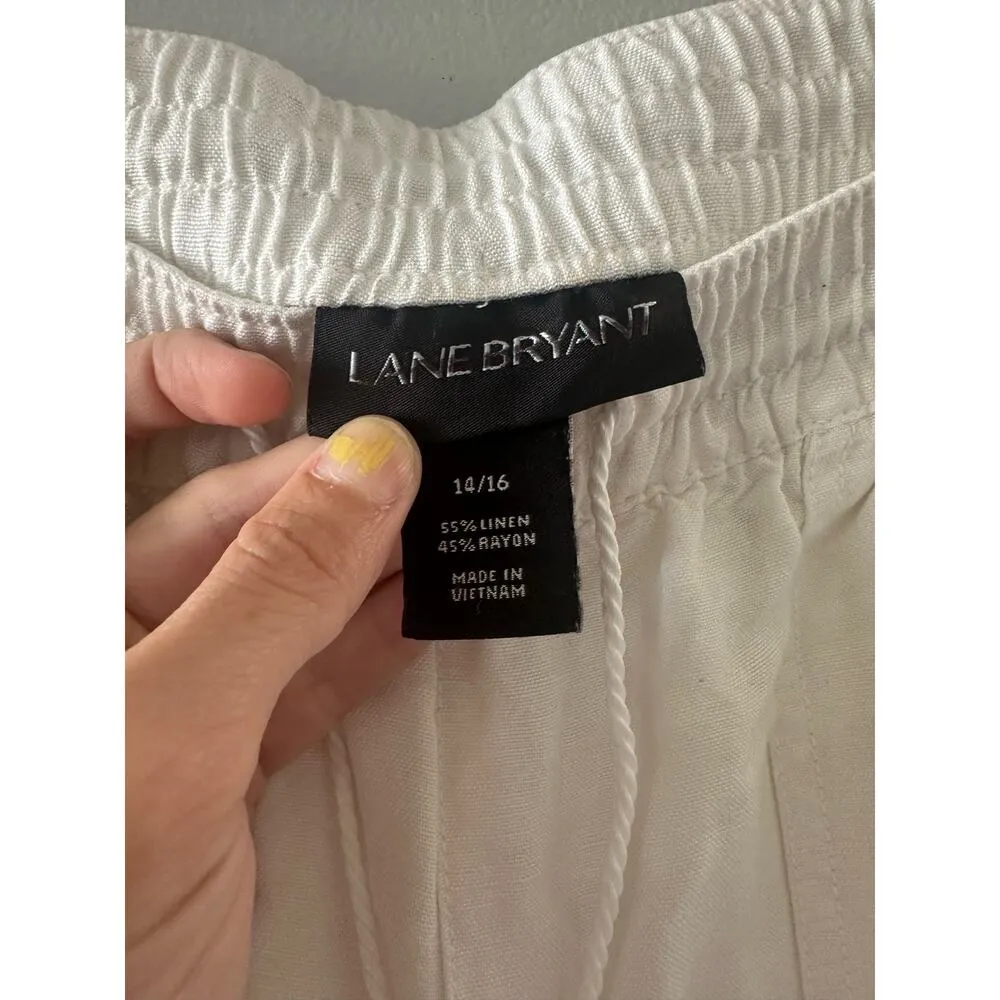 LANE BRYANT
14/16
55% LINEN
45% RAYON
MADE IN
VIETNAM